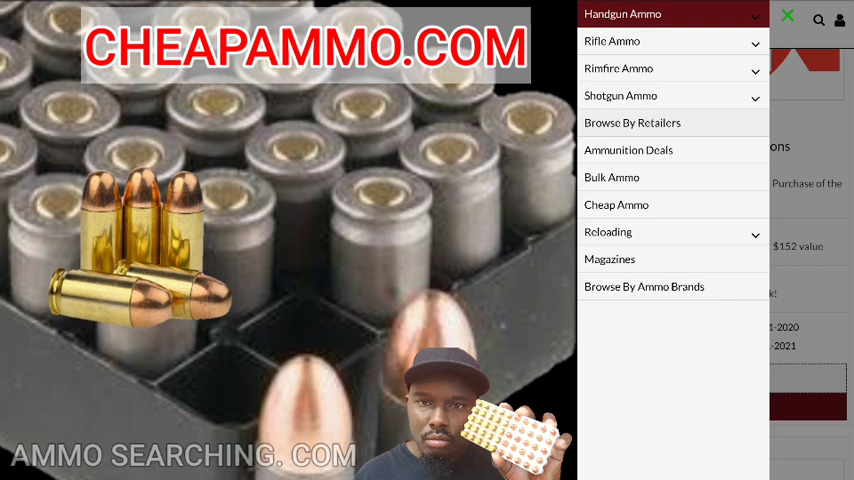 CHEAPAMMO.COM
AMMO SEARCHING. COM
Handgun Ammo
Rifle Ammo
Rimfire Ammo
Shotgun Ammo
Browse By Retailers
Ammunition Deals
Bulk Ammo
Cheap Ammo
Reloading
Magazines
Browse By Ammo Brands
ons
Purchase of the
$152 value
k!
1-2020
-2021